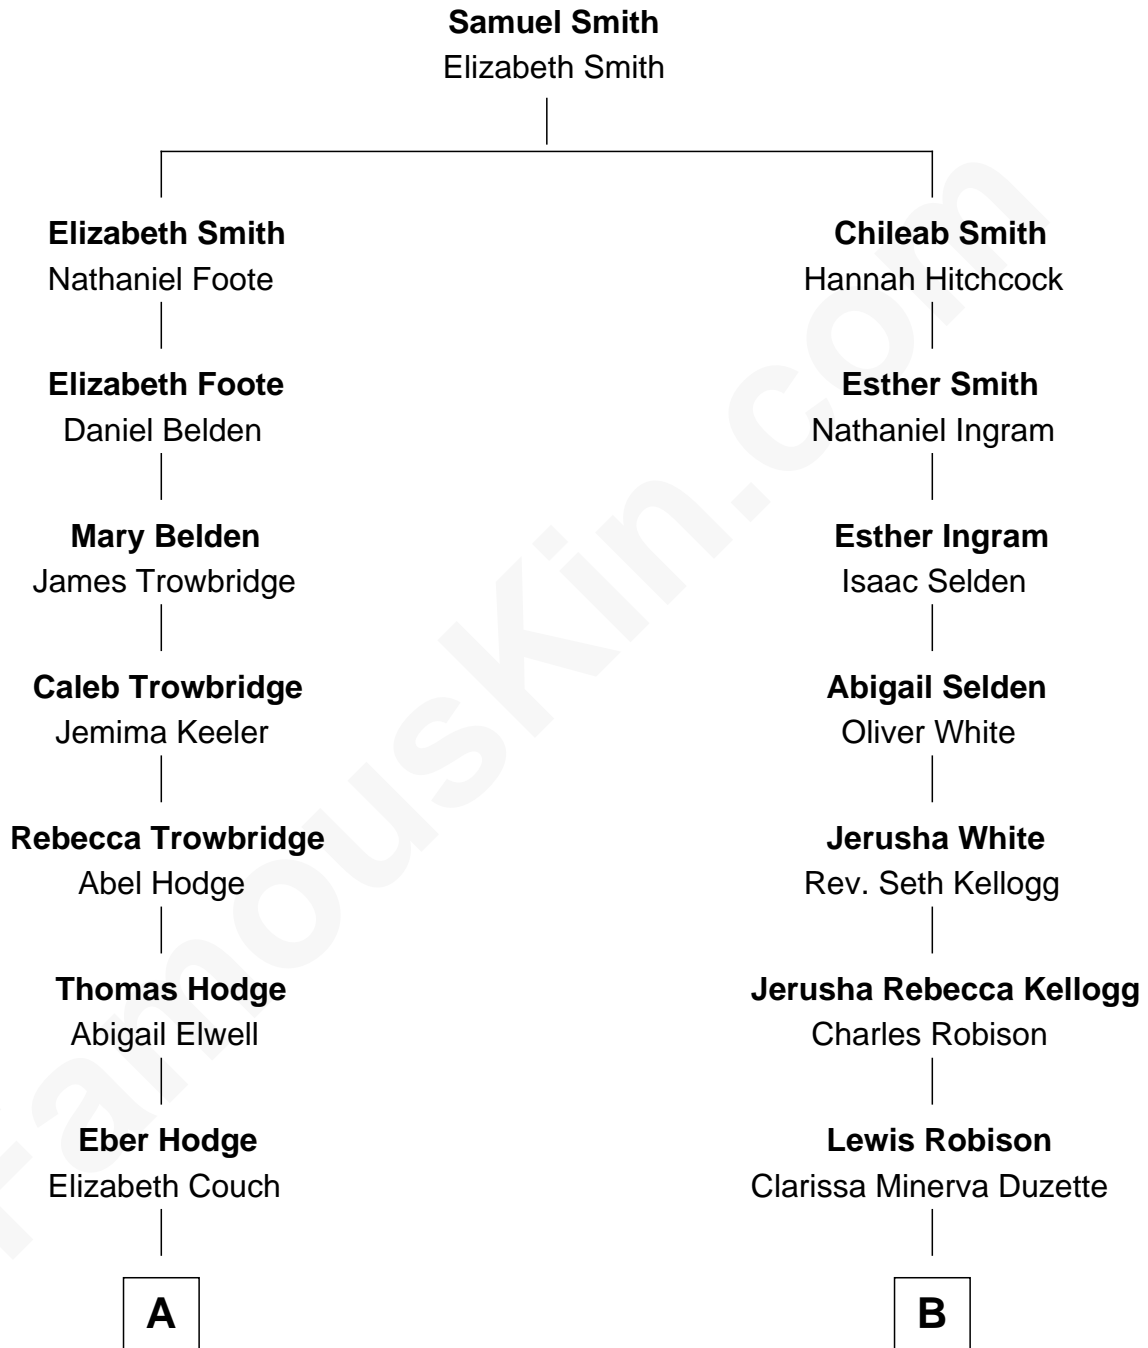 Samuel Smith
Elizabeth Smith
Elizabeth Smith
Nathaniel Foote
Elizabeth Foote
Daniel Belden
Mary Belden
James Trowbridge
Caleb Trowbridge
Jemima Keeler
Rebecca Trowbridge
Abel Hodge
Thomas Hodge
Abigail Elwell
Eber Hodge
Elizabeth Couch
A
Chileab Smith
Hannah Hitchcock
Esther Smith
Nathaniel Ingram
Esther Ingram
Isaac Selden
Abigail Selden
Oliver White
Jerusha White
Rev. Seth Kellogg
Jerusha Rebecca Kellogg
Charles Robison
Lewis Robison
Clarissa Minerva Duzette
B
FamousKin.com